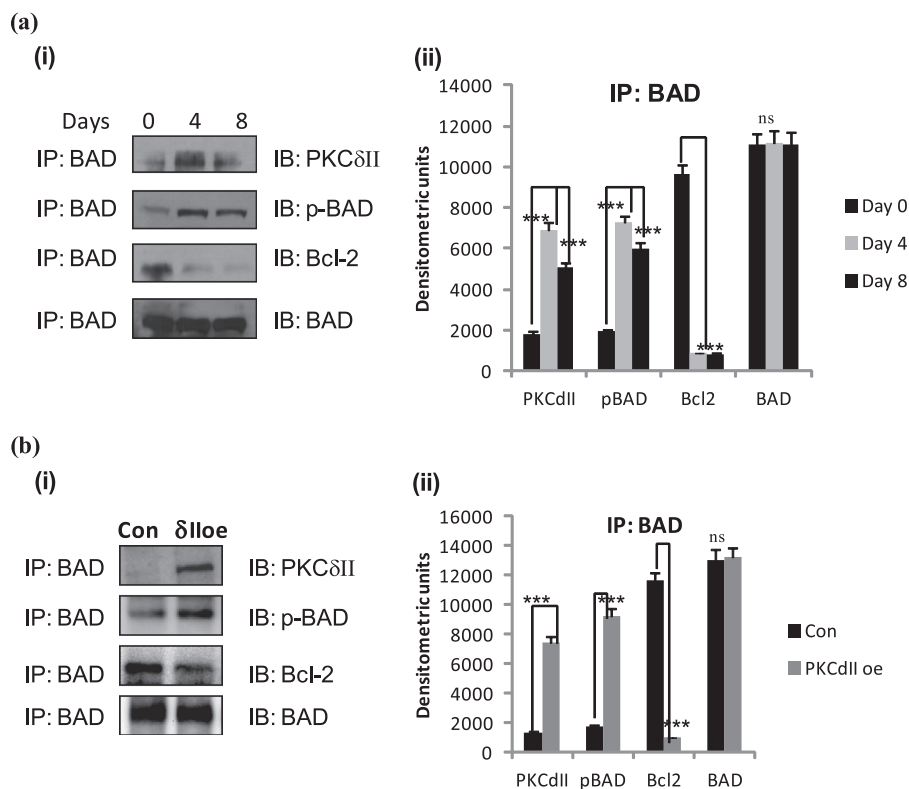 (a)
(i)
Days 0 4 8
IP: BAD IB: PKCδII
IP: BAD IB: p-BAD
IP: BAD IB: Bcl-2
IP: BAD IB: BAD
(ii)
IP: BAD
Densitometric units
14000
12000
10000
8000
6000
4000
2000
0
***
***
***
***
***
ns
PKCdII pBAD Bcl2 BAD
Day 0
Day 4
Day 8
(b)
(i)
Con δIIoe
IP: BAD IB: PKCδII
IP: BAD IB: p-BAD
IP: BAD IB: Bcl-2
IP: BAD IB: BAD
(ii)
IP: BAD
Densitometric units
16000
14000
12000
10000
8000
6000
4000
2000
0
***
***
***
ns
PKCdII pBAD Bcl2 BAD
Con
PKCdII oe